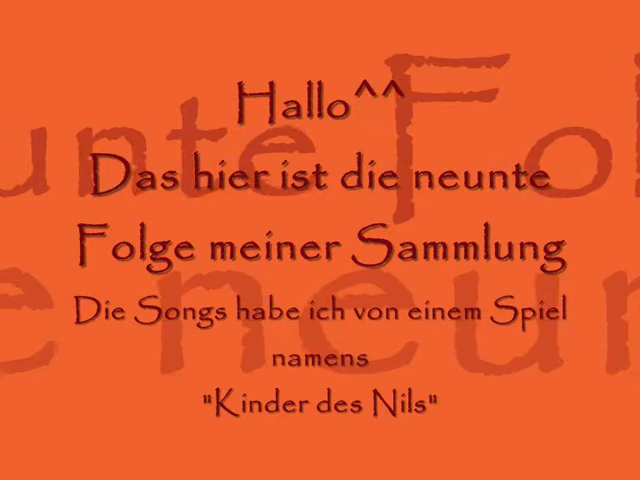 Hallo^^
Das hier ist die neunte
Folge meiner Sammlung
Die Songs habe ich von einem Spiel
namens
"Kinder des Nils"